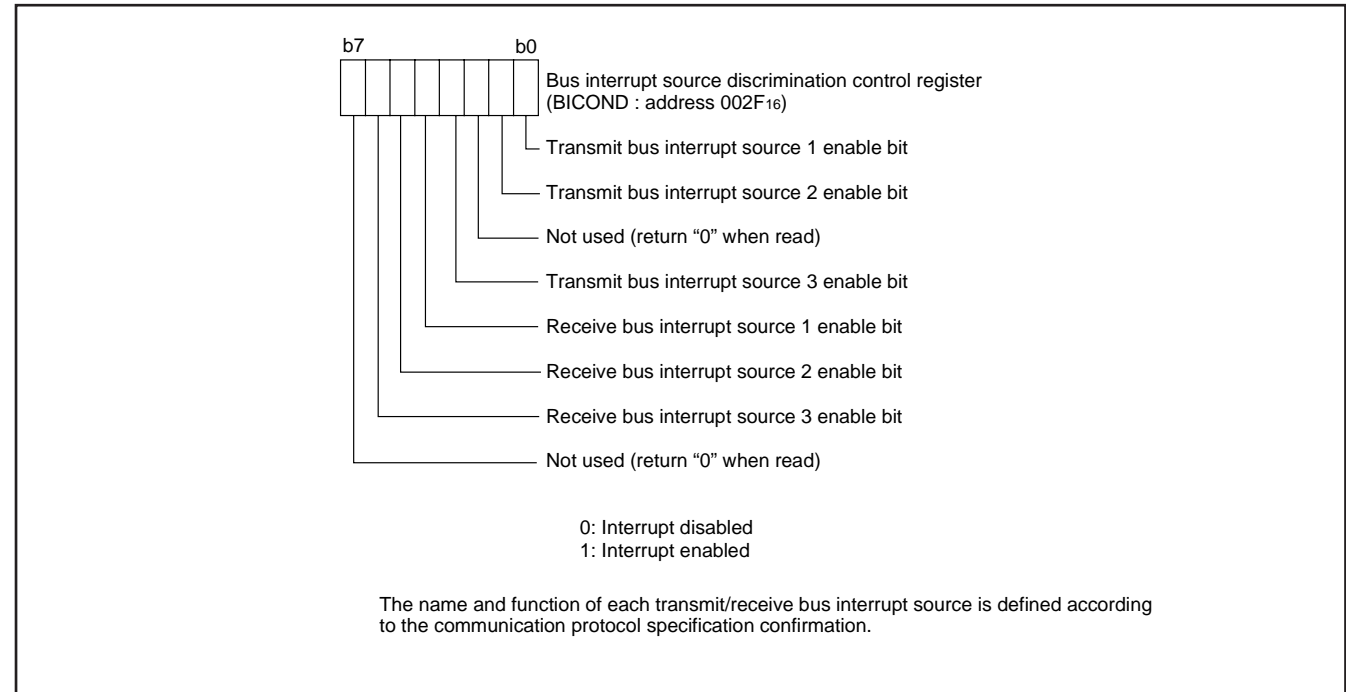 b7 b0
Bus interrupt source discrimination control register
(BICOND : address 002F16)
Transmit bus interrupt source 1 enable bit
Transmit bus interrupt source 2 enable bit
Not used (return “0” when read)
Transmit bus interrupt source 3 enable bit
Receive bus interrupt source 1 enable bit
Receive bus interrupt source 2 enable bit
Receive bus interrupt source 3 enable bit
Not used (return “0” when read)
0: Interrupt disabled
1: Interrupt enabled
The name and function of each transmit/receive bus interrupt source is defined according
to the communication protocol specification confirmation.